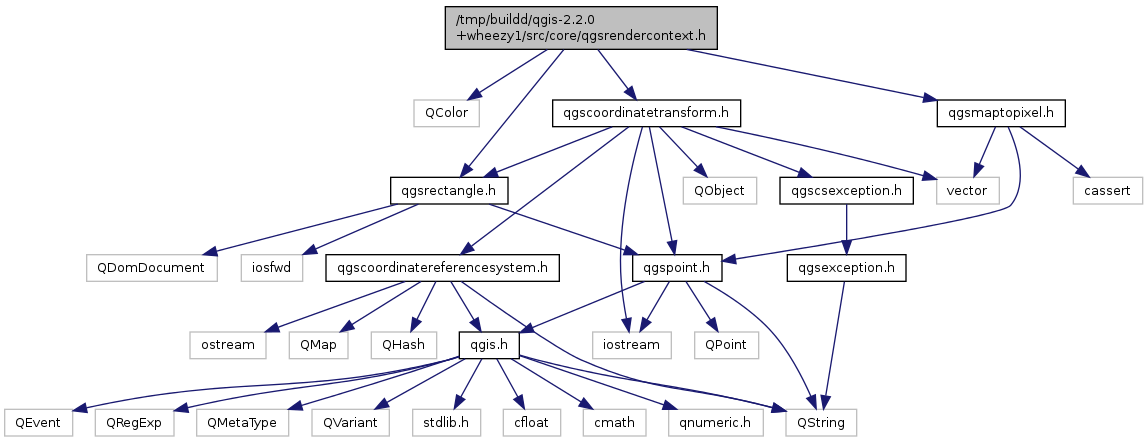 /tmp/buildd/qgis-2.2.0
+wheezy1/src/core/qgsrendercontext.h
QColor
qgscoordinatetransform.h
qgsmaptopixel.h
qgsrectangle.h
QObject
qgscsexception.h
vector
cassert
QDomDocument
iosfwd
qgscoordinatereferencesystem.h
qgspoint.h
qgsexception.h
ostream
QMap
QHash
qgis.h
iostream
QPoint
QEvent
QRegExp
QMetaType
QVariant
stdlib.h
cfloat
cmath
qnumeric.h
QString